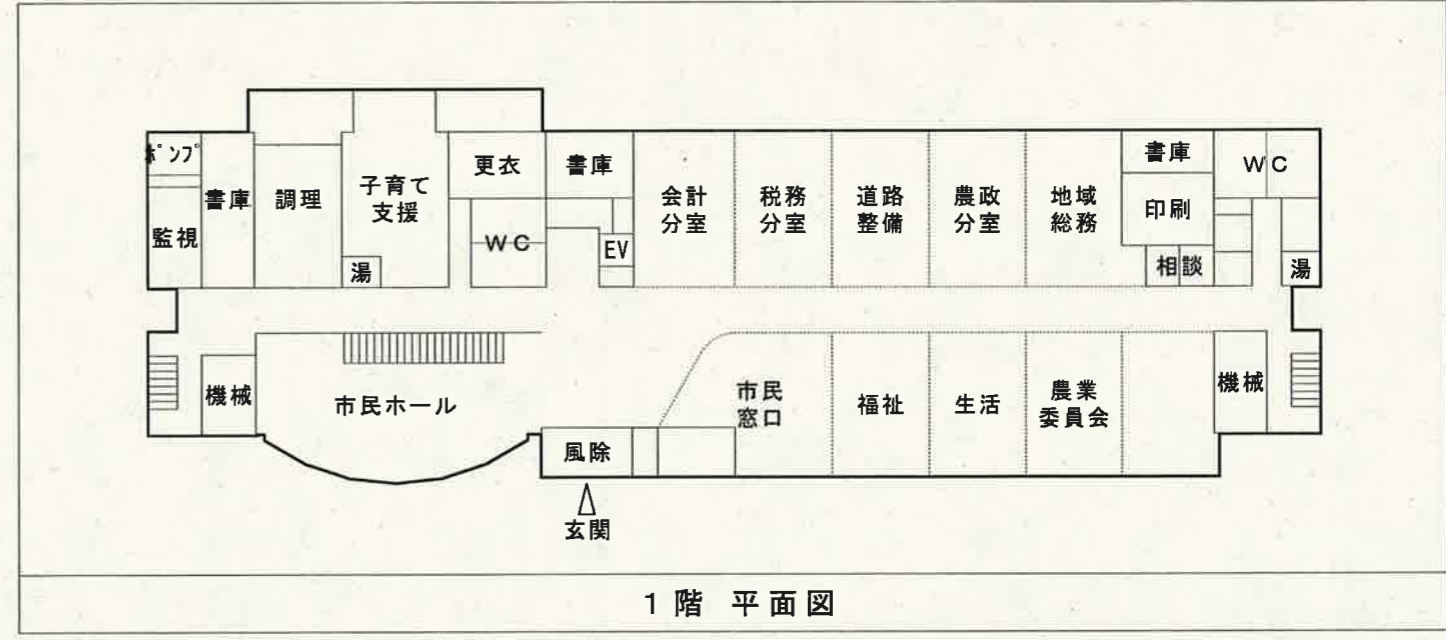 ポンプ
書庫
監視
調理
子育て
支援
湯
更衣
WC
書庫
EV
会計
分室
税務
分室
道路
整備
農政
分室
地域
総務
書庫
印刷
相談
WC
湯
機械
市民ホール
風除
玄関
市民
窓口
福祉
生活
農業
委員会
機械
1階 平面図